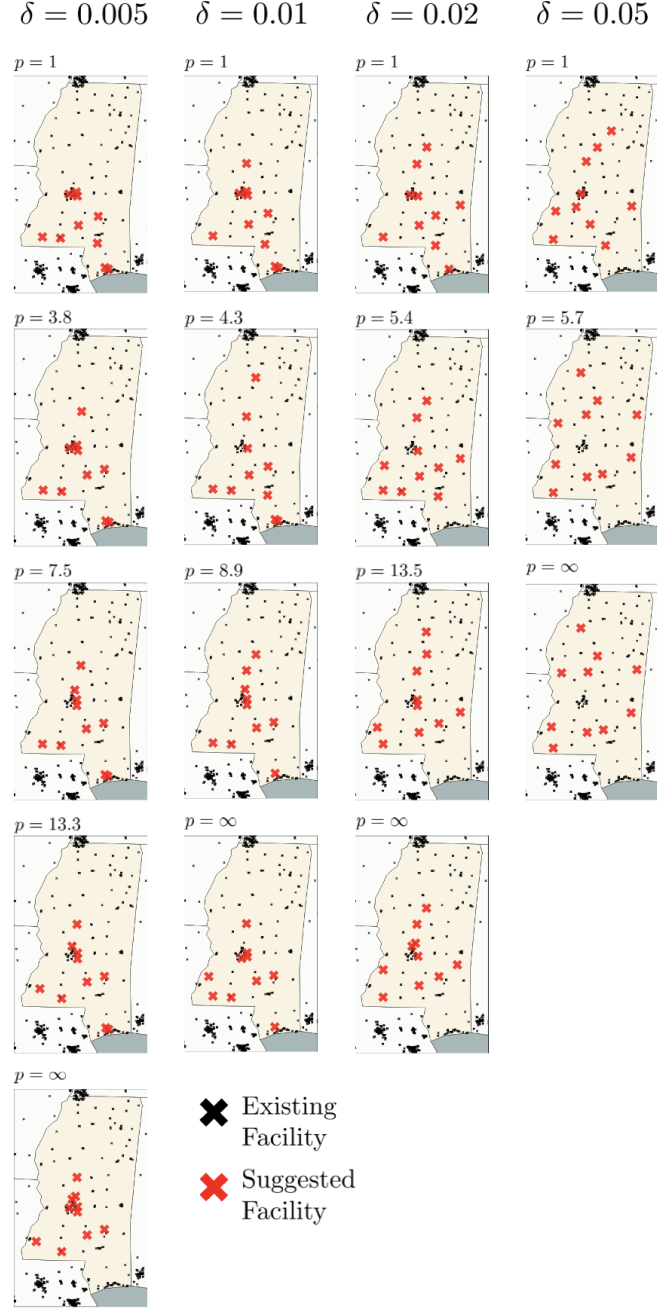 δ = 0.005 δ = 0.01 δ = 0.02 δ = 0.05
p = 1 p = 1 p = 1 p = 1
p = 3.8 p = 4.3 p = 5.4 p = 5.7
p = 7.5 p = 8.9 p = 13.5 p = ∞
p = 13.3 p = ∞ p = ∞
p = ∞
Existing
Facility
Suggested
Facility